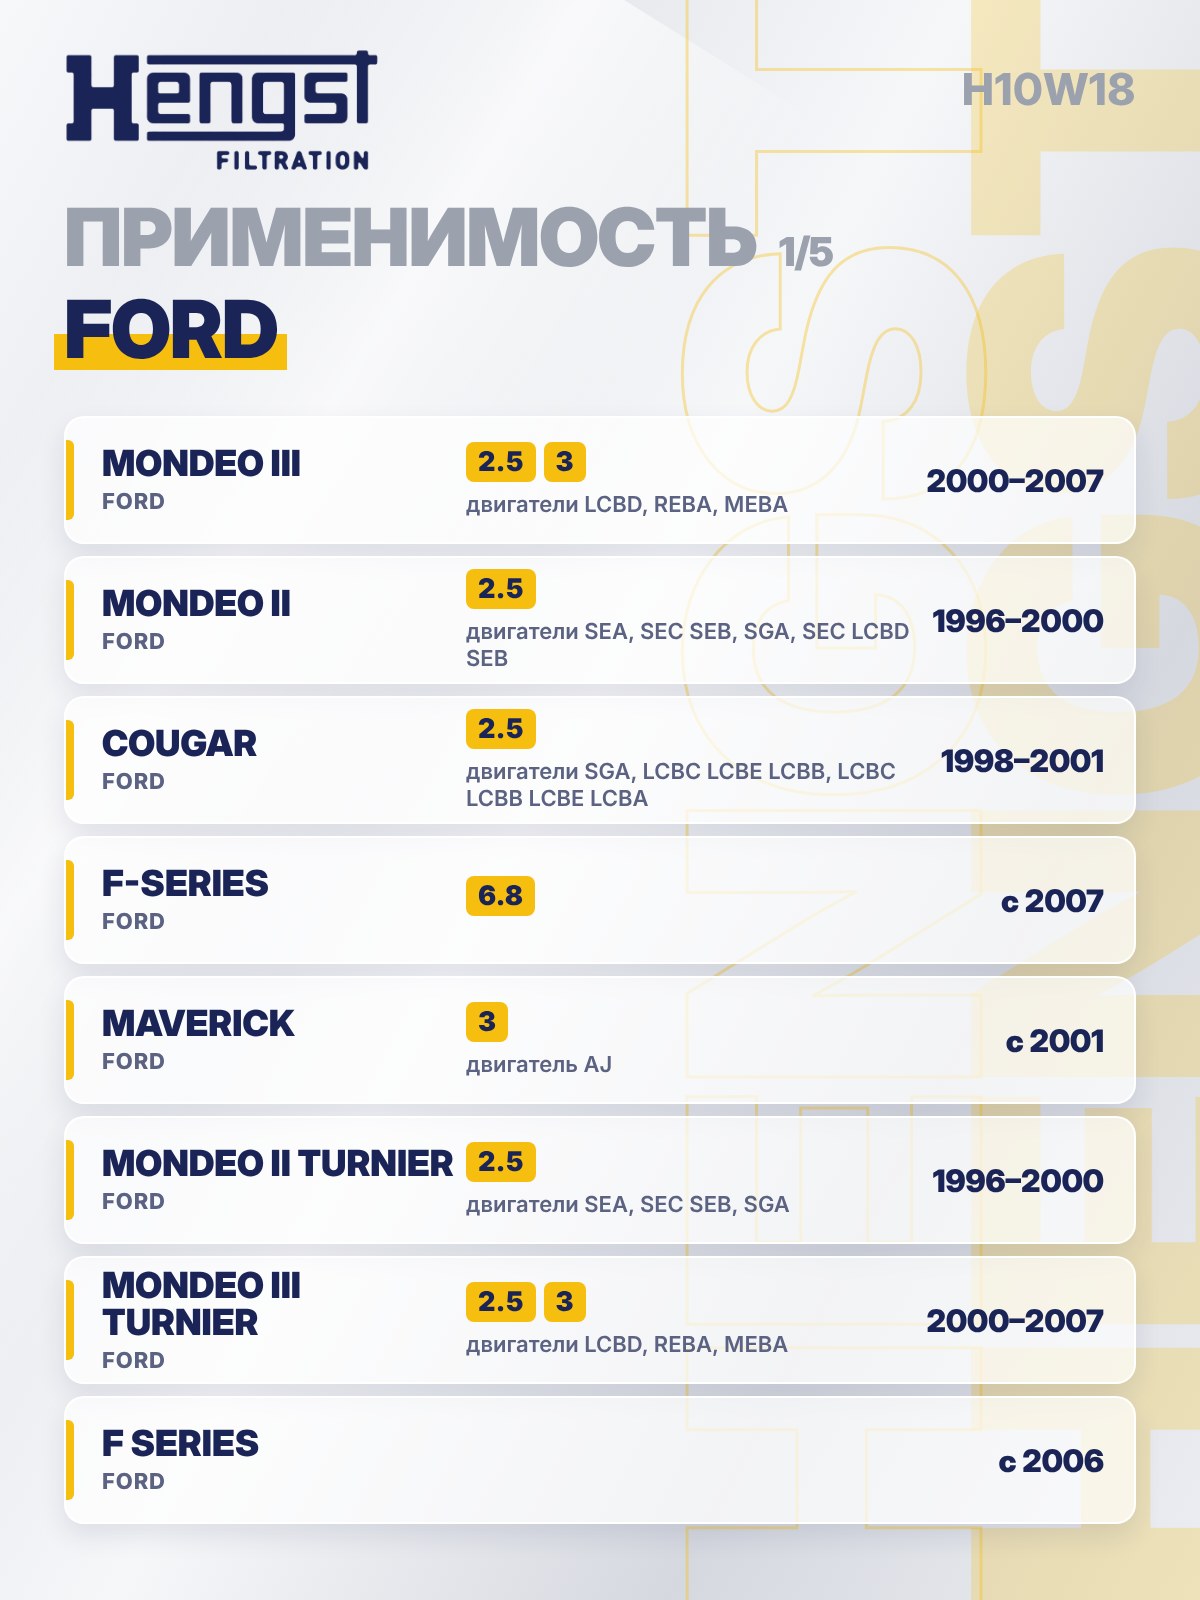 Hengst
FILTRATION
H10W18
ПРИМЕНИМОСТЬ 1/5
FORD
MONDEO III
FORD
2.5 3
двигатели LCBD, REBA, MEBA
2000–2007
MONDEO II
FORD
2.5
двигатели SEA, SEC SEB, SGA, SEC LCBD
SEB
1996–2000
COUGAR
FORD
2.5
двигатели SGA, LCBC LCBE LCBB, LCBC
LCBB LCBE LCBA
1998–2001
F-SERIES
FORD
6.8
с 2007
MAVERICK
FORD
3
двигатель AJ
с 2001
MONDEO II TURNIER
FORD
2.5
двигатели SEA, SEC SEB, SGA
1996–2000
MONDEO III
TURNIER
FORD
2.5 3
двигатели LCBD, REBA, MEBA
2000–2007
F SERIES
FORD
с 2006
HENGST
HENGST